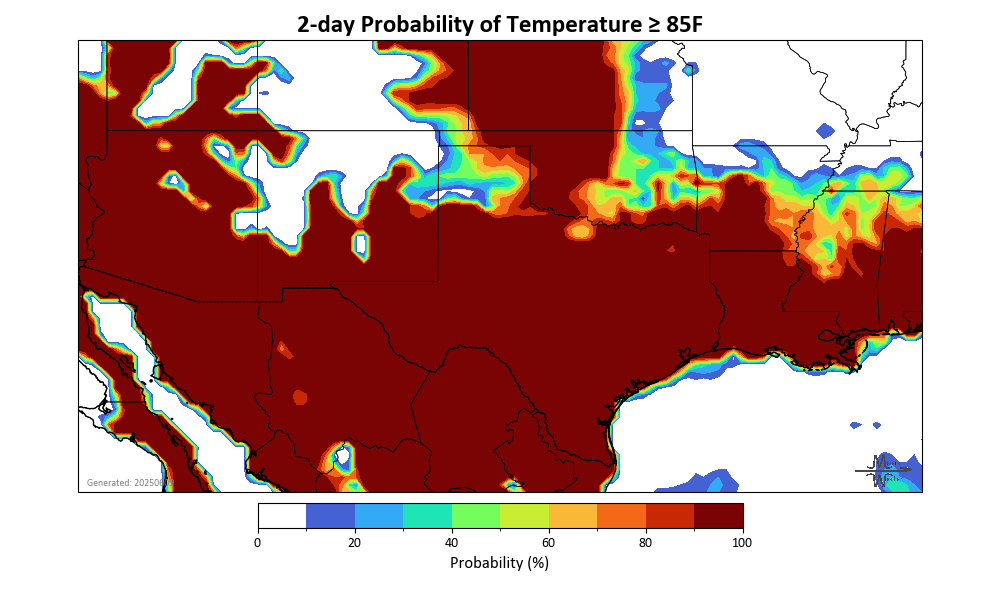 2-day Probability of Temperature ≥ 85F
Generated:
0 20 40 60 80 100
Probability (%)